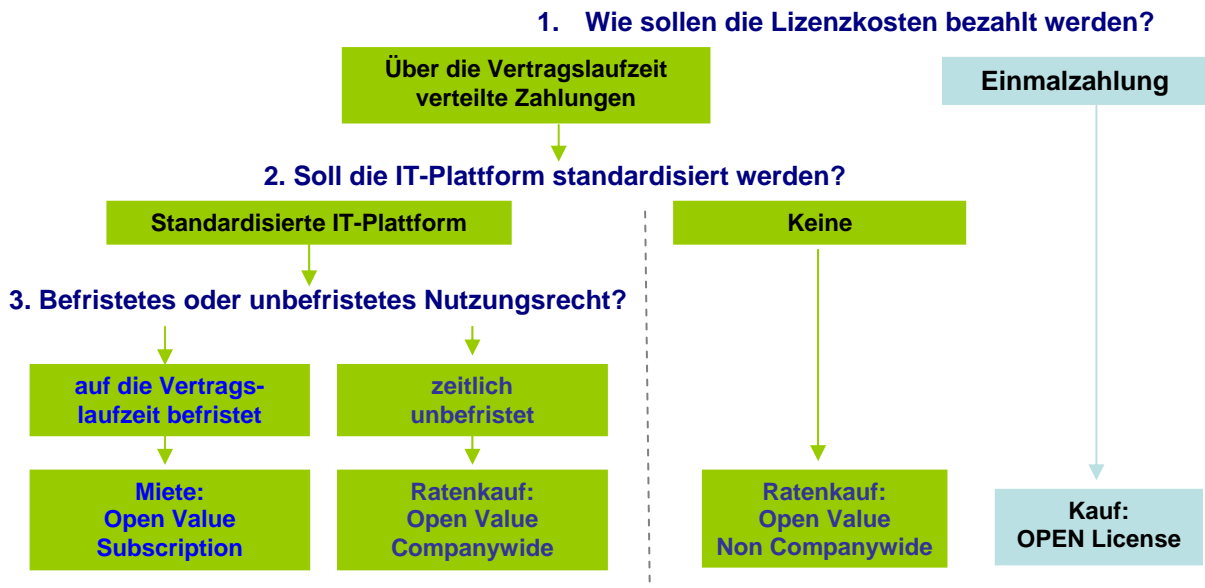 1. Wie sollen die Lizenzkosten bezahlt werden?
Über die Vertragslaufzeit
verteilte Zahlungen
Einmalzahlung
2. Soll die IT-Plattform standardisiert werden?
Standardisierte IT-Plattform
Keine
3. Befristetes oder unbefristetes Nutzungsrecht?
auf die Vertrags-
laufzeit befristet
zeitlich
unbefristet
Miete:
Open Value
Subscription
Ratenkauf:
Open Value
Companywide
Ratenkauf:
Open Value
Non Companywide
Kauf:
OPEN License